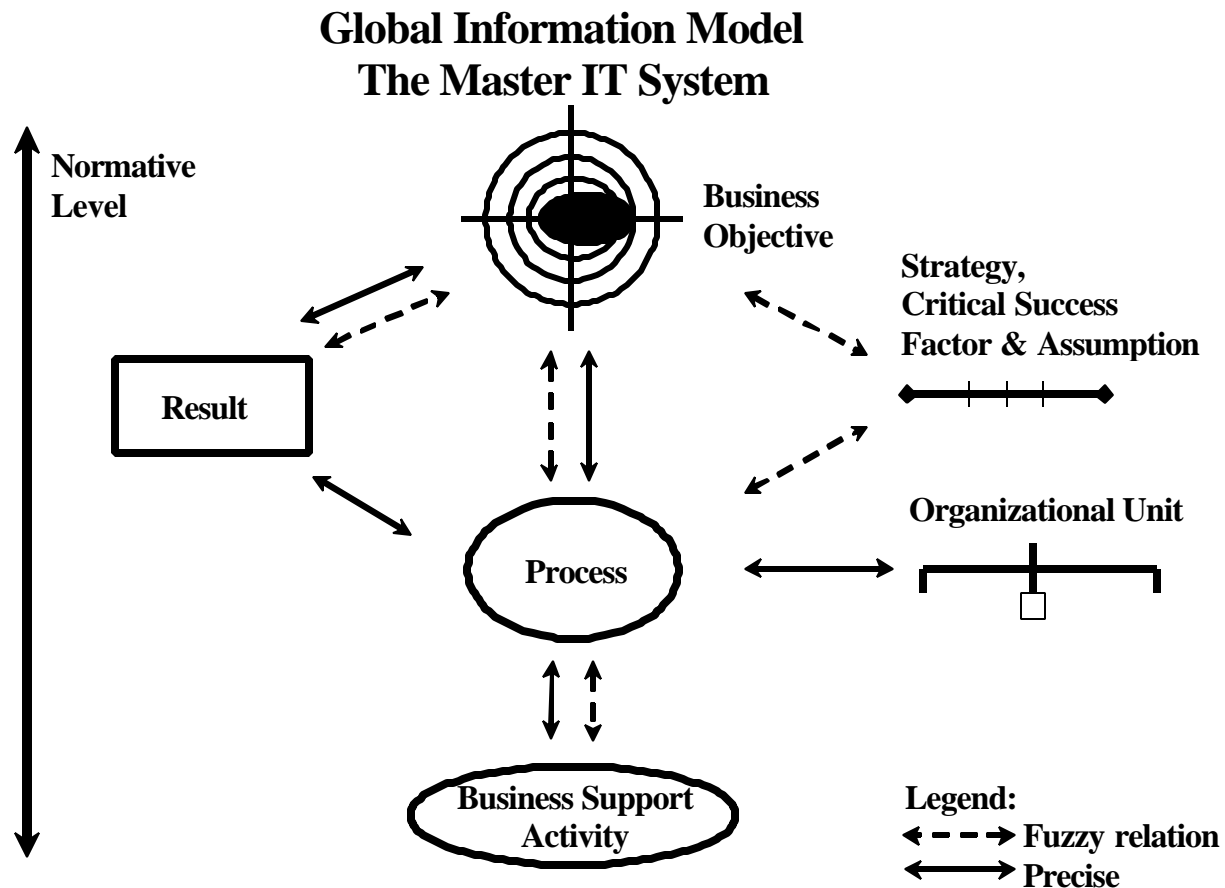 Global Information Model
The Master IT System
Normative
Level
Business
Objective
Strategy,
Critical Success
Factor & Assumption
Result
Organizational Unit
Process
Business Support
Activity
Legend:
Fuzzy relation
Precise